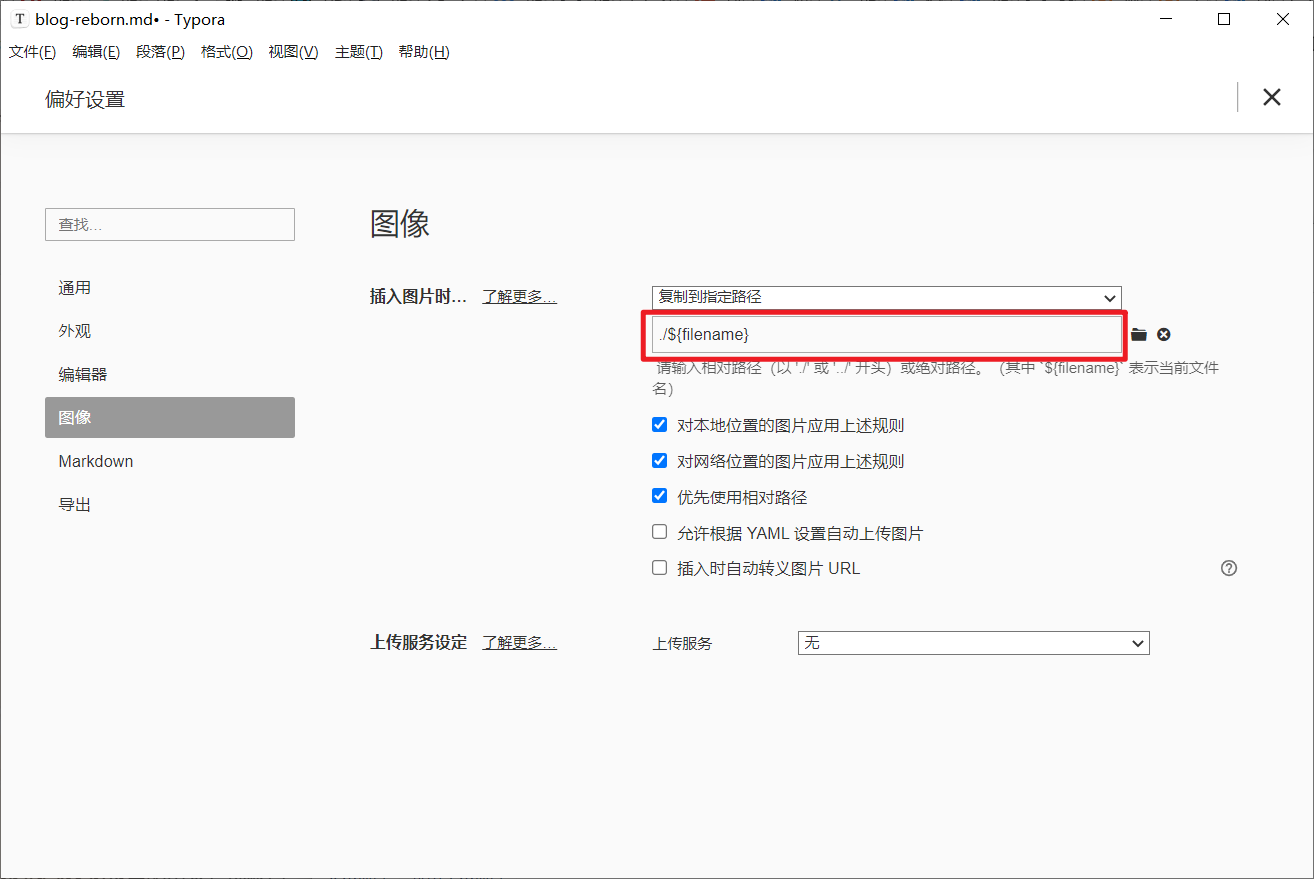 T blog-reborn.md• - Typora
文件(F) 编辑(E) 段落(P) 格式(O) 视图(V) 主题(T) 帮助(H)
偏好设置
查找...
通用
外观
编辑器
图像
Markdown
导出
图像
插入图片时... 了解更多...
复制到指定路径
./${filename}
请输入相对路径（以 './' 或 '../' 开头）或绝对路径。（其中 `${filename}` 表示当前文件
名）
对本地位置的图片应用上述规则
对网络位置的图片应用上述规则
优先使用相对路径
允许根据 YAML 设置自动上传图片
插入时自动转义图片 URL
上传服务设定 了解更多...
上传服务 无